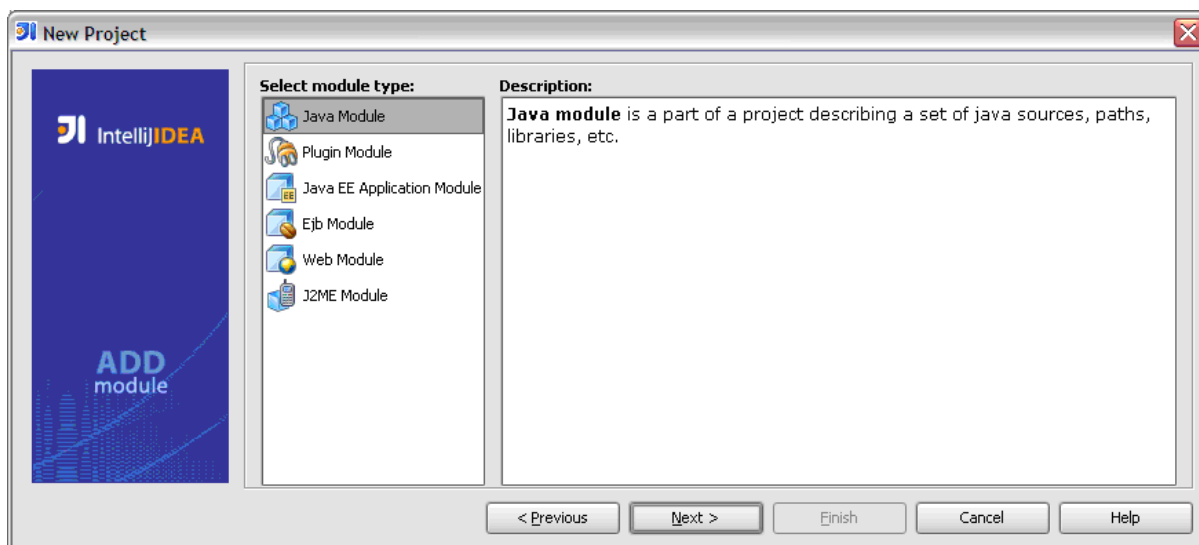 New Project
IntelliJIDEA
ADD
module
Select module type:
Java Module
Plugin Module
Java EE Application Module
Ejb Module
Web Module
J2ME Module
Description:
Java module is a part of a project describing a set of java sources, paths,
libraries, etc.
< Previous
Next >
Finish
Cancel
Help